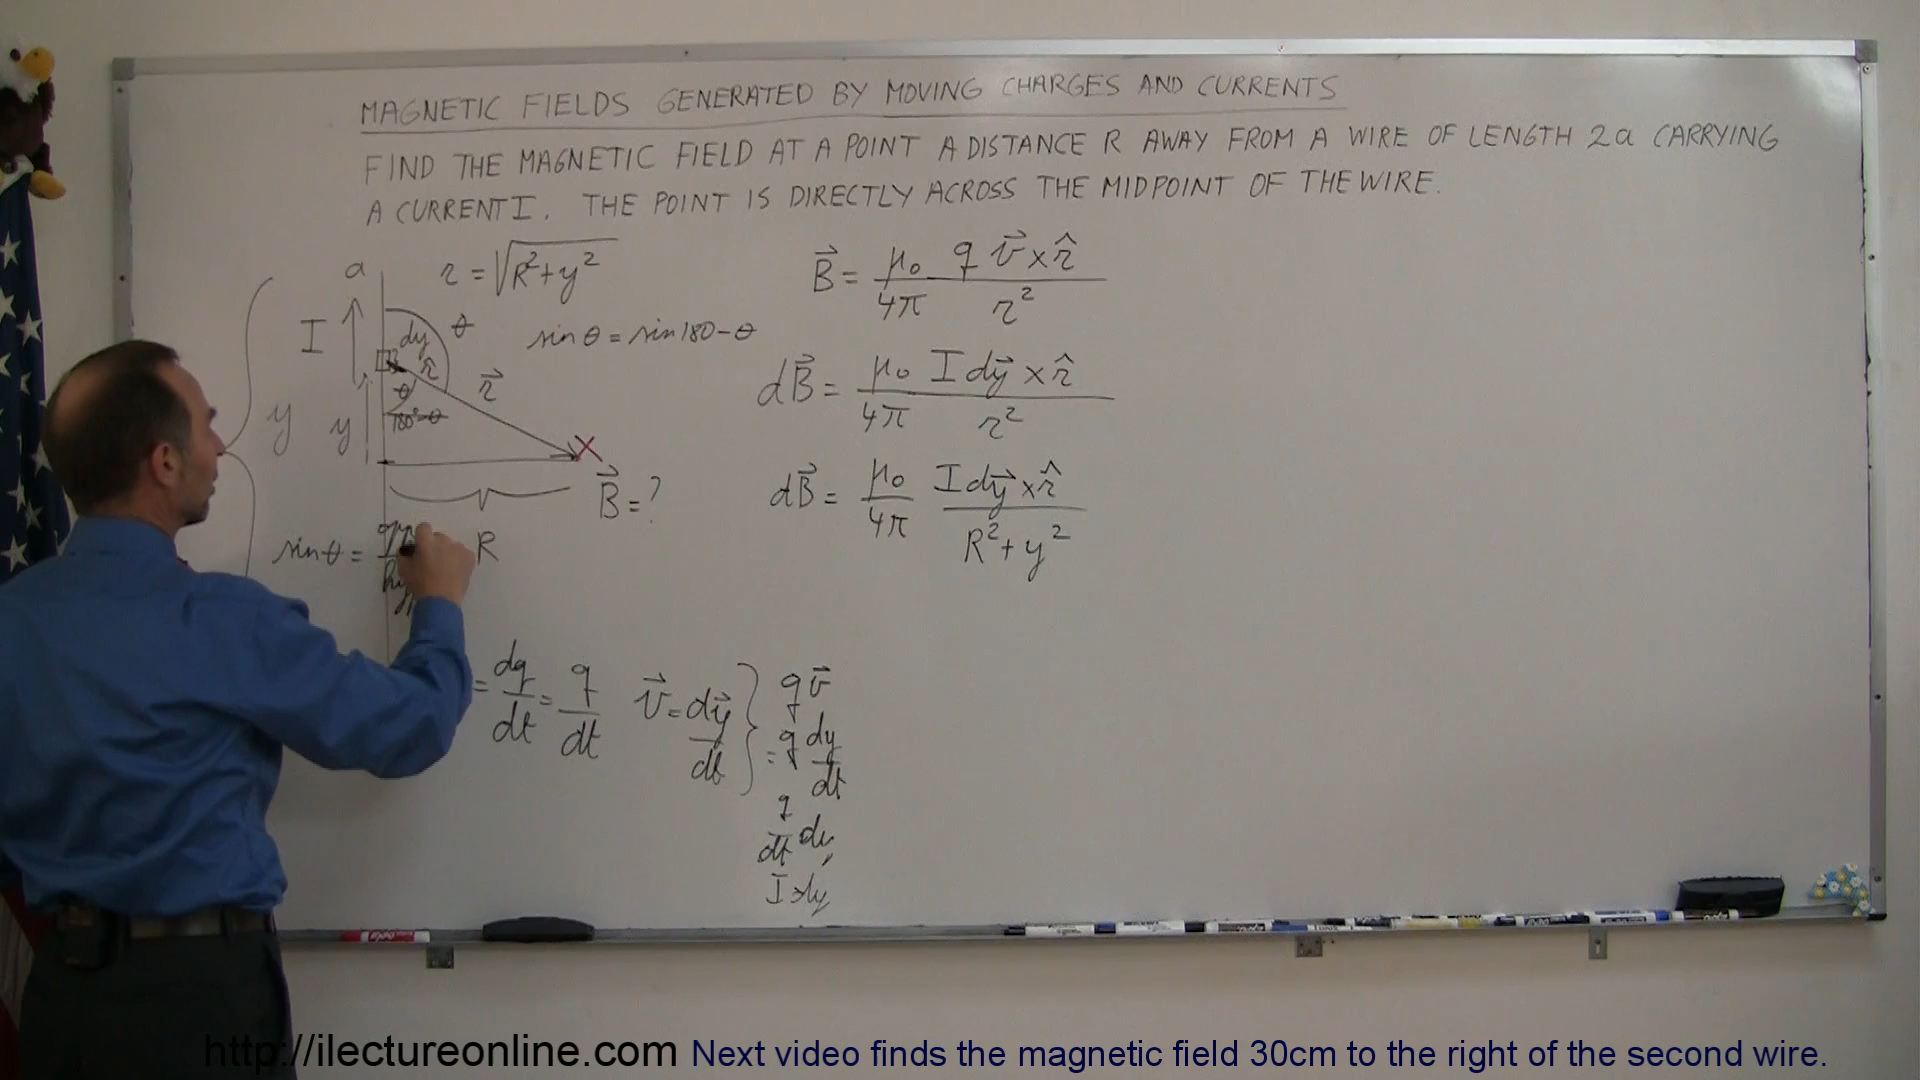 MAGNETIC FIELDS GENERATED BY MOVING CHARGES AND CURRENTS
FIND THE MAGNETIC FIELD AT A POINT A DISTANCE R AWAY FROM A WIRE OF LENGTH 2a CARRYING
A CURRENT I. THE POINT IS DIRECTLY ACROSS THE MIDPOINT OF THE WIRE.
a
r = √(R²+y²)
I
dy
θ
r̂
r⃗
sin θ = sin 180 - θ
θ
180°-θ
y
y
B⃗ = ?
R
sin θ =
B⃗ = μ₀/4π q v⃗ × r̂ / r²
dB⃗ = μ₀/4π I dy⃗ × r̂ / r²
dB⃗ = μ₀/4π I dy⃗ × r̂ / R² + y²
= dq/dt = q/dt
v⃗ = dy⃗/dt
q v⃗
= q dy/dt
q/dt dy
I dy
http://ilectureonline.com Next video finds the magnetic field 30cm to the right of the second wire.